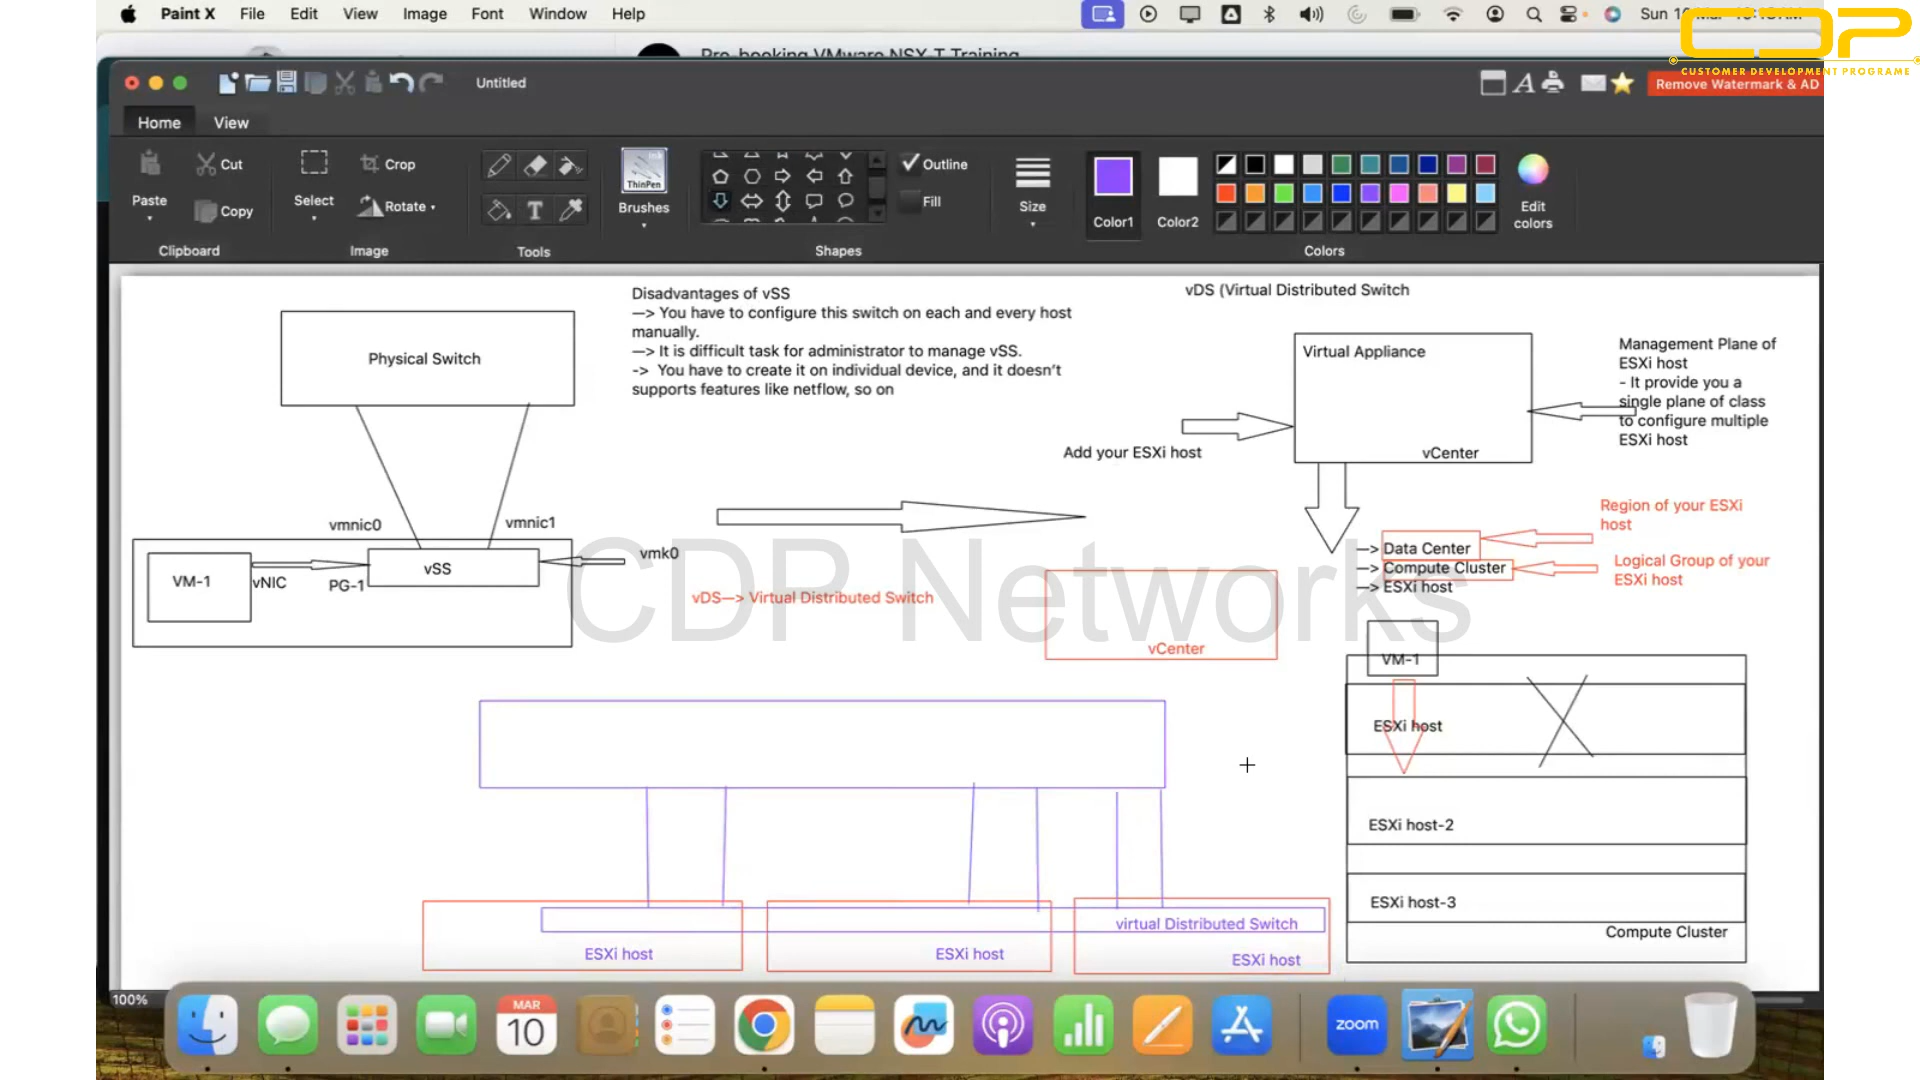 Paint X File Edit View Image Font Window Help
CDP
CUSTOMER DEVELOPMENT PROGRAME
Pre-booking VMware NSX-T Training
Untitled
Remove Watermark & AD
Home View
Paste
Cut
Copy
Clipboard
Select
Crop
Rotate
Image
Tools
ThinPen
Brushes
Shapes
Outline
Fill
Size
Color1
Color2
Colors
Edit
colors
Physical Switch
vmnic0
vmnic1
VM-1
vNIC
PG-1
vSS
vmk0
Disadvantages of vSS
—> You have to configure this switch on each and every host
manually.
—> It is difficult task for administrator to manage vSS.
-> You have to create it on individual device, and it doesn't
supports features like netflow, so on
vDS (Virtual Distributed Switch
Virtual Appliance
vCenter
Add your ESXi host
Management Plane of
ESXi host
- It provide you a
single plane of class
to configure multiple
ESXi host
Region of your ESXi
host
Logical Group of your
ESXi host
—> Data Center
—> Compute Cluster
—> ESXi host
CDP Networks
vDS—> Virtual Distributed Switch
vCenter
VM-1
ESXi host
ESXi host-2
ESXi host-3
Compute Cluster
virtual Distributed Switch
ESXi host
ESXi host
ESXi host
100%
MAR
10
zoom